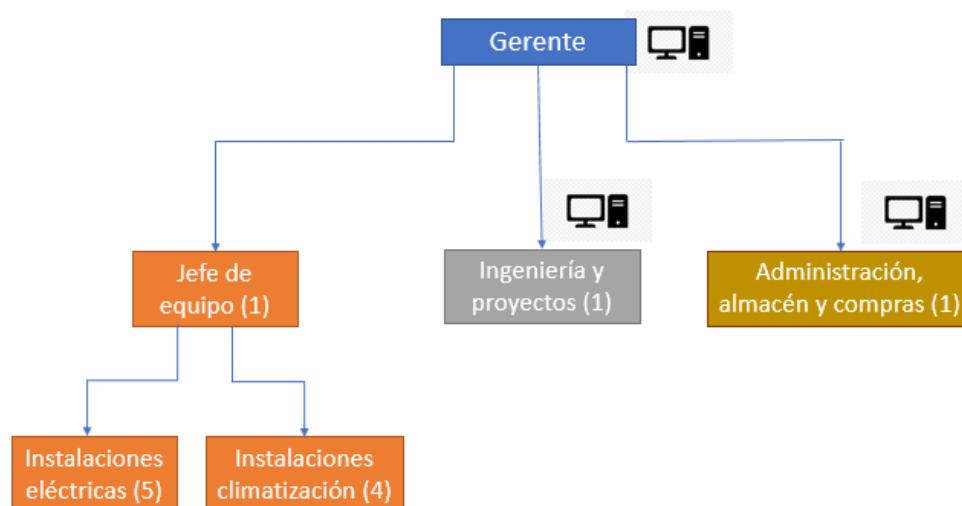 Gerente
Jefe de
equipo (1)
Ingeniería y
proyectos (1)
Administración,
almacén y compras (1)
Instalaciones
eléctricas (5)
Instalaciones
climatización (4)